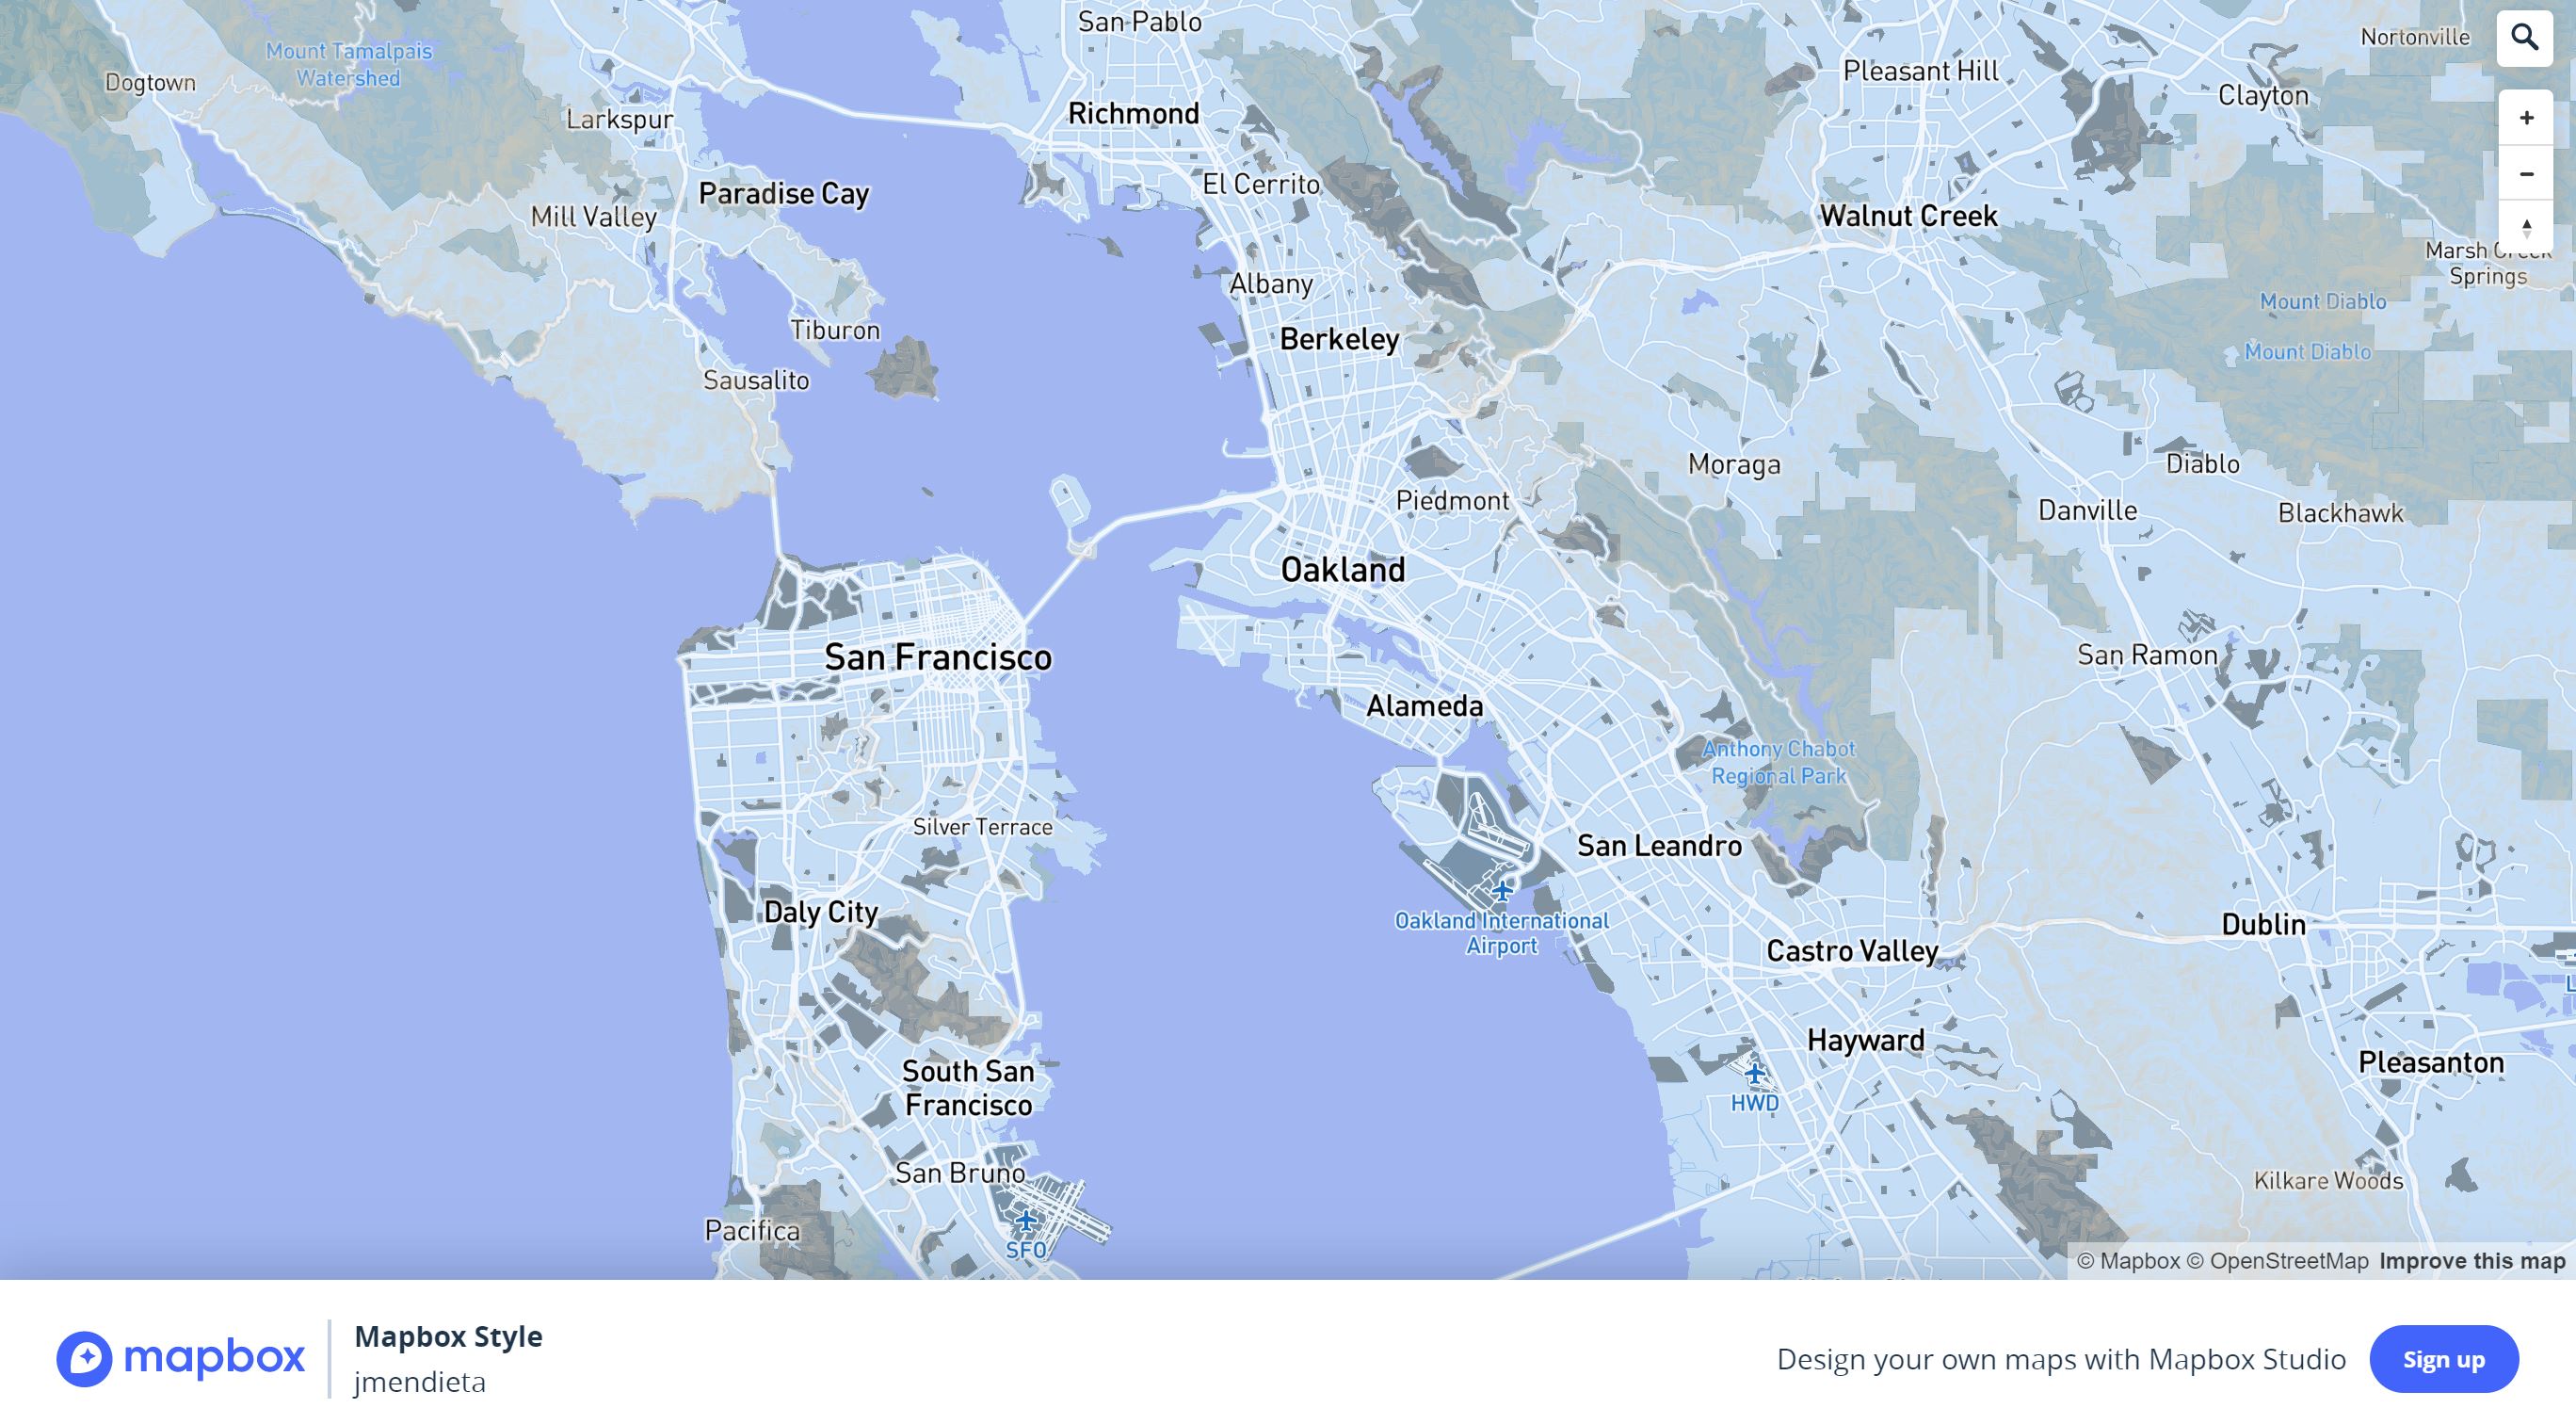 San Pablo
Nortonville
Mount Tamalpais
Watershed
Dogtown
Pleasant Hill
Clayton
Larkspur
Richmond
El Cerrito
Paradise Cay
Mill Valley
Walnut Creek
Marsh Creek
Springs
Albany
Mount Diablo
Tiburon
Berkeley
Mount Diablo
Sausalito
Moraga
Diablo
Piedmont
Danville
Blackhawk
Oakland
San Francisco
San Ramon
Alameda
Anthony Chabot
Regional Park
Silver Terrace
San Leandro
Daly City
Oakland International
Airport
Dublin
Castro Valley
Hayward
South San
Francisco
Pleasanton
HWD
San Bruno
Kilkare Woods
Pacifica
SFO
© Mapbox © OpenStreetMap Improve this map
mapbox
Mapbox Style
jmendieta
Design your own maps with Mapbox Studio
Sign up